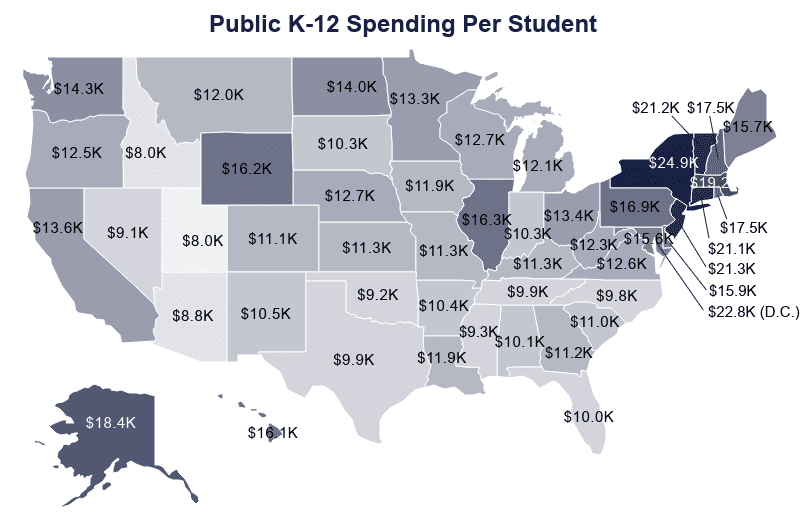 Public K-12 Spending Per Student
$14.3K
$12.0K
$14.0K
$13.3K
$21.2K
$17.5K
$15.7K
$12.5K
$8.0K
$10.3K
$12.7K
$12.1K
$24.9K
$16.2K
$19.2
$11.9K
$12.7K
$16.3K
$10.3K
$13.4K
$16.9K
$13.6K
$9.1K
$8.0K
$11.1K
$11.3K
$11.3K
$11.3K
$12.3K
$15.6K
$12.6K
$17.5K
$21.1K
$21.3K
$15.9K
$22.8K (D.C.)
$8.8K
$10.5K
$9.2K
$10.4K
$9.9K
$9.8K
$9.3K
$10.1K
$11.0K
$11.2K
$9.9K
$11.9K
$10.0K
$18.4K
$16.1K